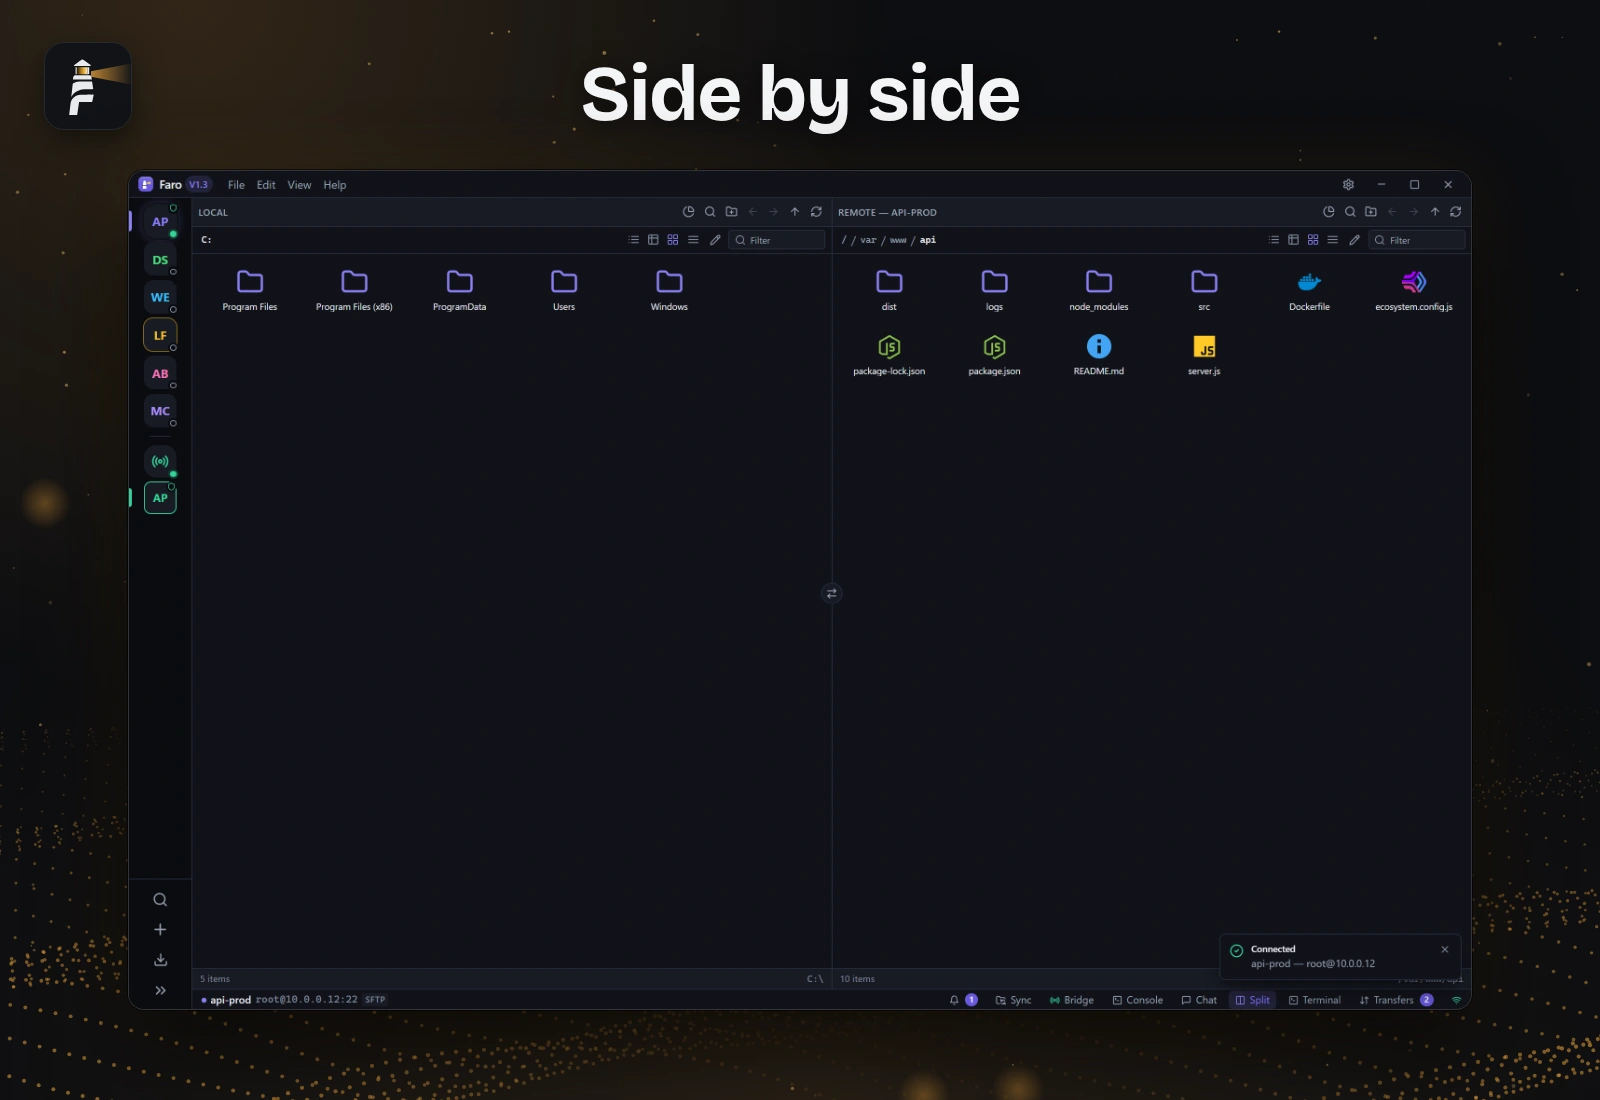 Side by side
Faro V1.3 File Edit View Help
LOCAL
REMOTE — API-PROD
C:
Filter
/ / var / www / api
Filter
AP
DS
WE
LF
AB
MC
AP
Program Files Program Files (x86) ProgramData Users Windows
dist logs node_modules src Dockerfile ecosystem.config.js
package-lock.json package.json README.md server.js
JS
JS
JS
Connected
api-prod — root@10.0.0.12
5 items C:\
10 items
api-prod root@10.0.0.12:22 SFTP
1 Sync Bridge Console Chat Split Terminal Transfers 2